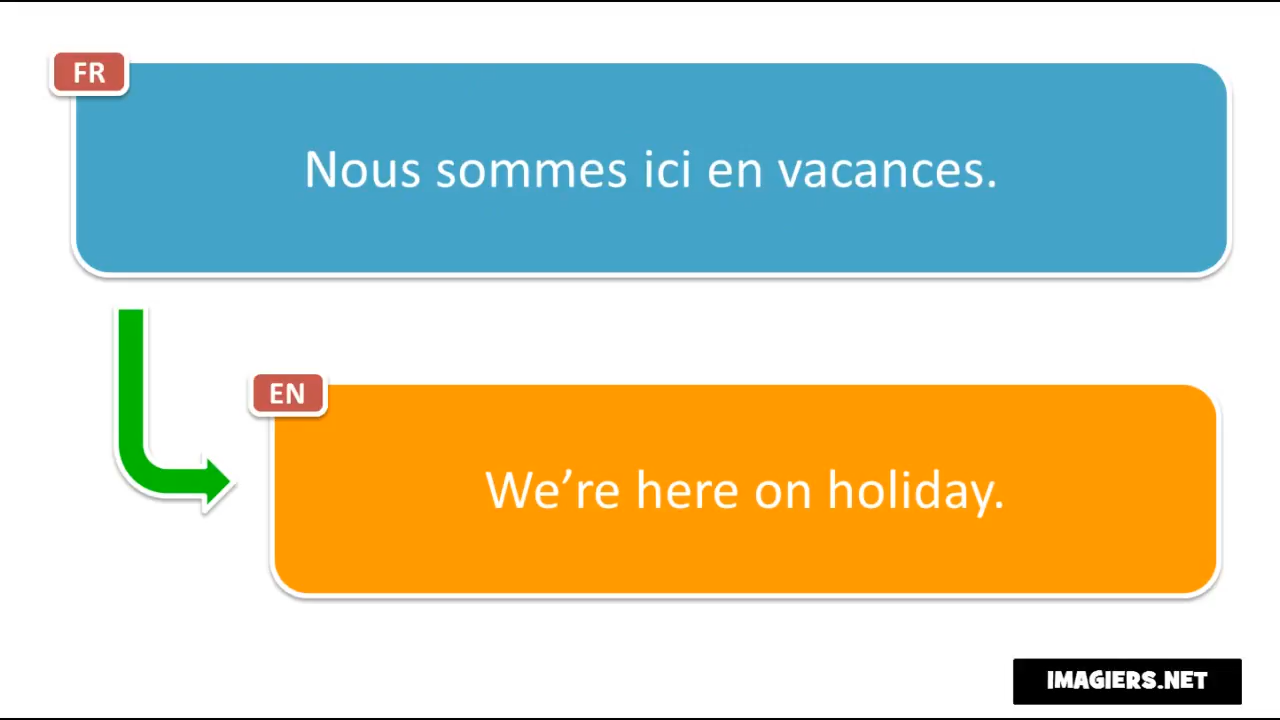 FR
Nous sommes ici en vacances.
EN
We’re here on holiday.
IMAGIERS.NET